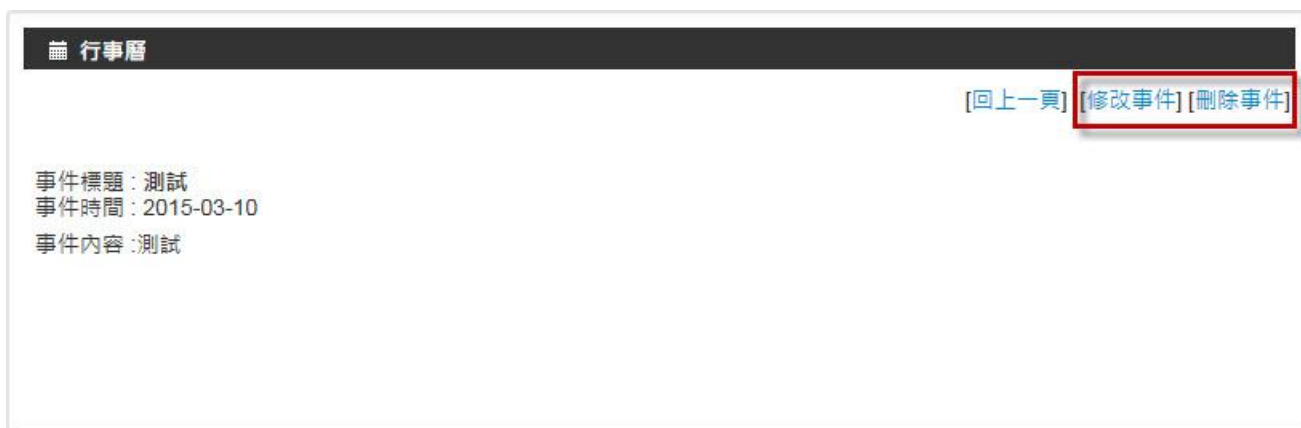 行事曆
[回上一頁] [修改事件] [刪除事件]
事件標題 : 測試
事件時間 : 2015-03-10
事件內容 :測試